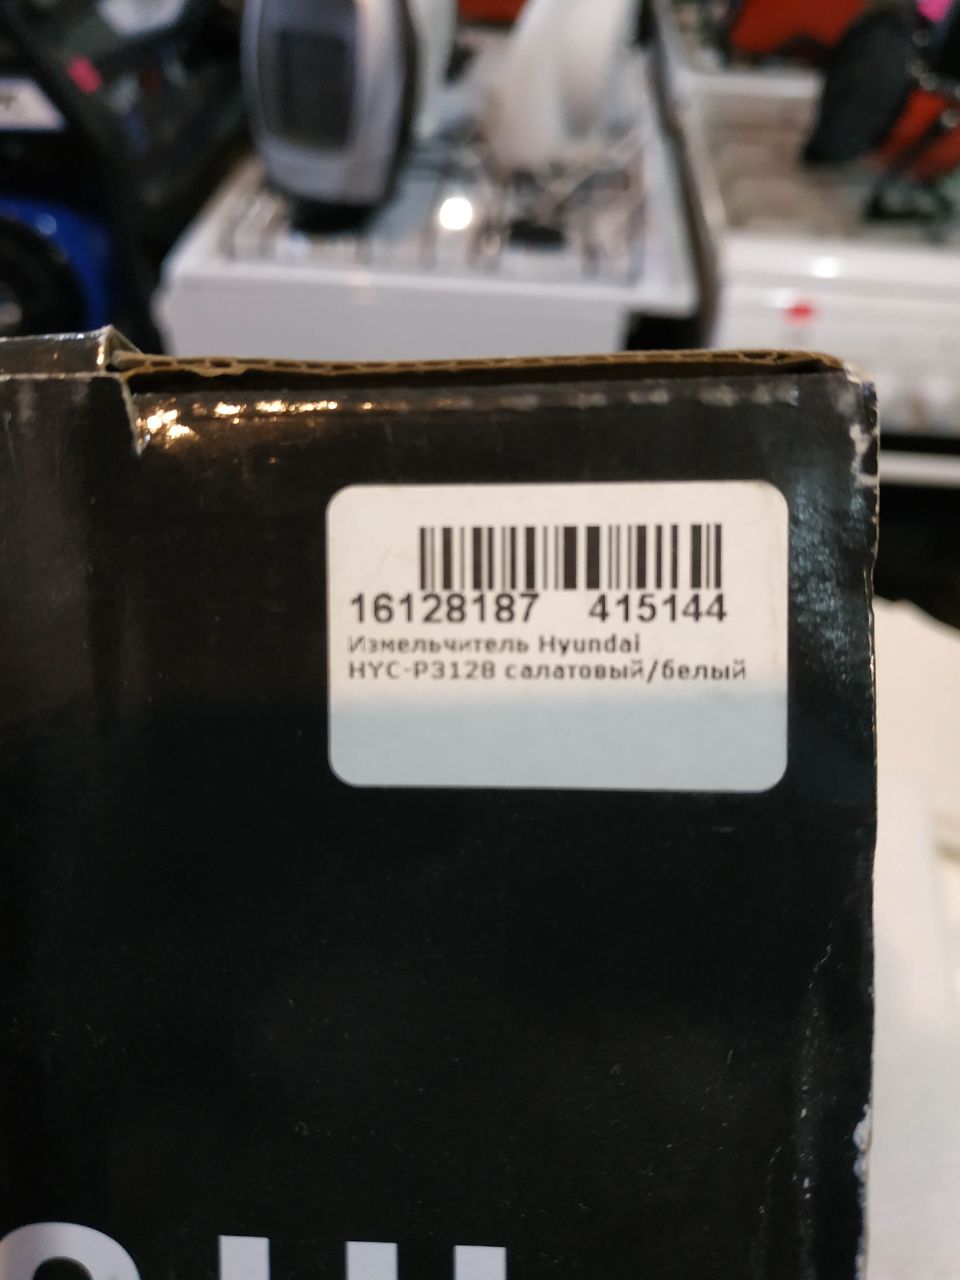 16128187 415144
Измельчитель Hyundai
HYC-P3128 салатовый/белый